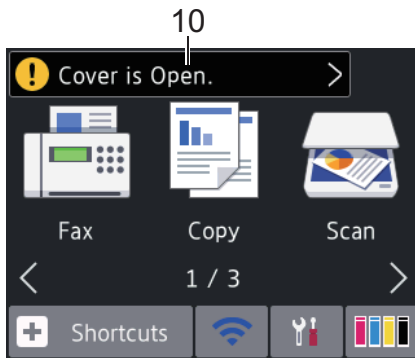 10
Cover is Open.
Fax Copy Scan
1 / 3
Shortcuts